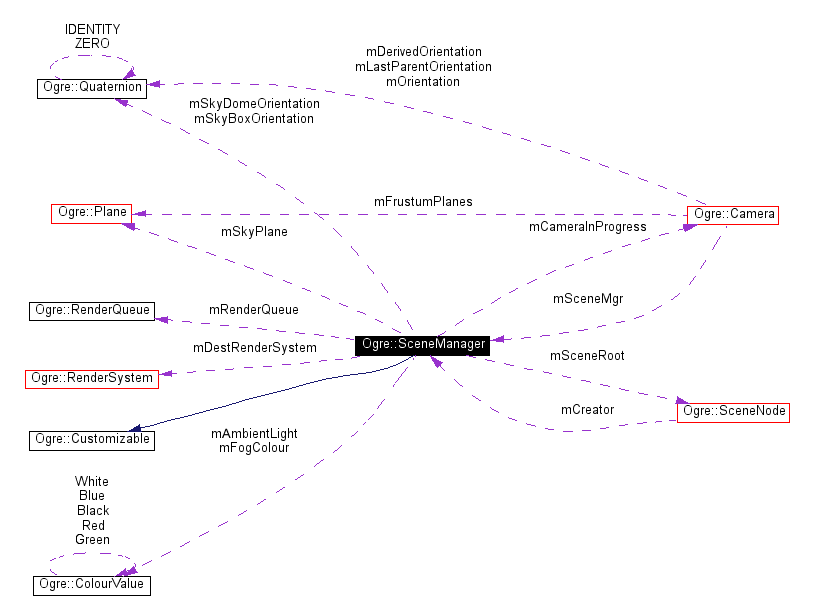 IDENTITY
ZERO
Ogre::Quaternion
mDerivedOrientation
mLastParentOrientation
mOrientation
mSkyDomeOrientation
mSkyBoxOrientation
Ogre::Plane
mFrustumPlanes
Ogre::Camera
mSkyPlane
mCameraInProgress
mRenderQueue
Ogre::RenderQueue
mSceneMgr
Ogre::SceneManager
mDestRenderSystem
mSceneRoot
Ogre::RenderSystem
mCreator
Ogre::SceneNode
Ogre::Customizable
mAmbientLight
mFogColour
White
Blue
Black
Red
Green
Ogre::ColourValue